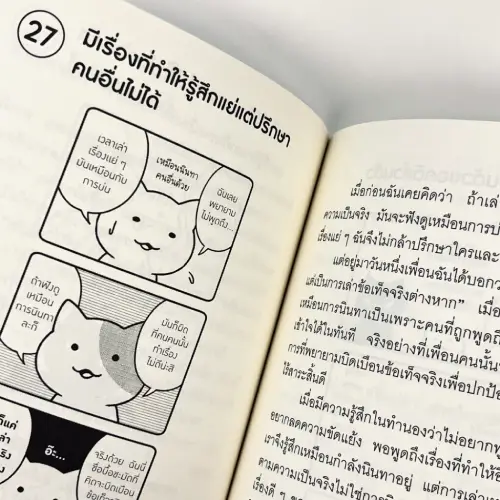 27
มีเรื่องที่ทำให้รู้สึกแย่แต่ปรึกษา
คนอื่นไม่ได้
เวลาเล่า
เรื่องแย่ ๆ
มันเหมือนกับ
การบ่น
เหมือนนินทา
คนอื่นด้วย
ฉันเลย
พยายาม
ไม่พูดถึง...
ถ้าฟังดู
เหมือน
การนินทา
ละก็
มันก็ผิด
ที่คนคนนั้น
ทำเรื่อง
ไม่ดีน่ะสิ
ก็แค่
เล่า
จริง
อ๊ะ...
จริงด้วย ฉันนี่
ซื่อบื้อชะมัดที่
คิดจะบิดเบือน
เมื่อก่อนฉันเคยคิดว่า ถ้าเล่
ความเป็นจริง มันจะฟังดูเหมือนการบ่
เรื่องแย่ ๆ ฉันจึงไม่กล้าปรึกษาใครและ
แต่อยู่มาวันหนึ่งเพื่อนฉันได้บอกว
แต่เป็นการเล่าข้อเท็จจริงต่างหาก” เมื่อ
เหมือนการนินทาเป็นเพราะคนที่ถูกพูดถึ
เข้าใจได้ในทันที จริงอย่างที่เพื่อนคนนั้น
การที่พยายามบิดเบือนข้อเท็จจริงเพื่อปกป้อ
ไร้สาระสิ้นดี
เมื่อมีความรู้สึกในทำนองว่าไม่อยากพู
อยากลดความขัดแย้ง พอพูดถึงเรื่องที่ทำให้รู้สึ
เราจึงรู้สึกเหมือนกำลังนินทาอยู่ แต่การเล่า
ตามความเป็นจริงไม่ใช่
เรื่องดี ๆ